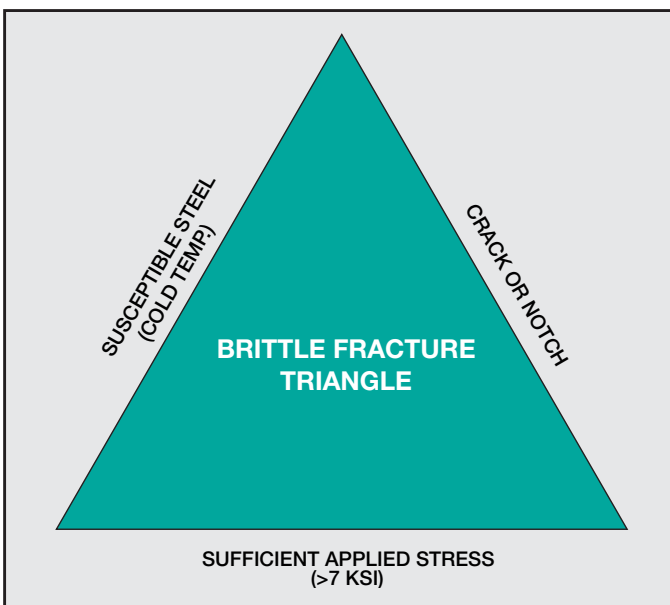 SUSCEPTIBLE STEEL
(COLD TEMP.)
CRACK OR NOTCH
BRITTLE FRACTURE
TRIANGLE
SUFFICIENT APPLIED STRESS
(>7 KSI)